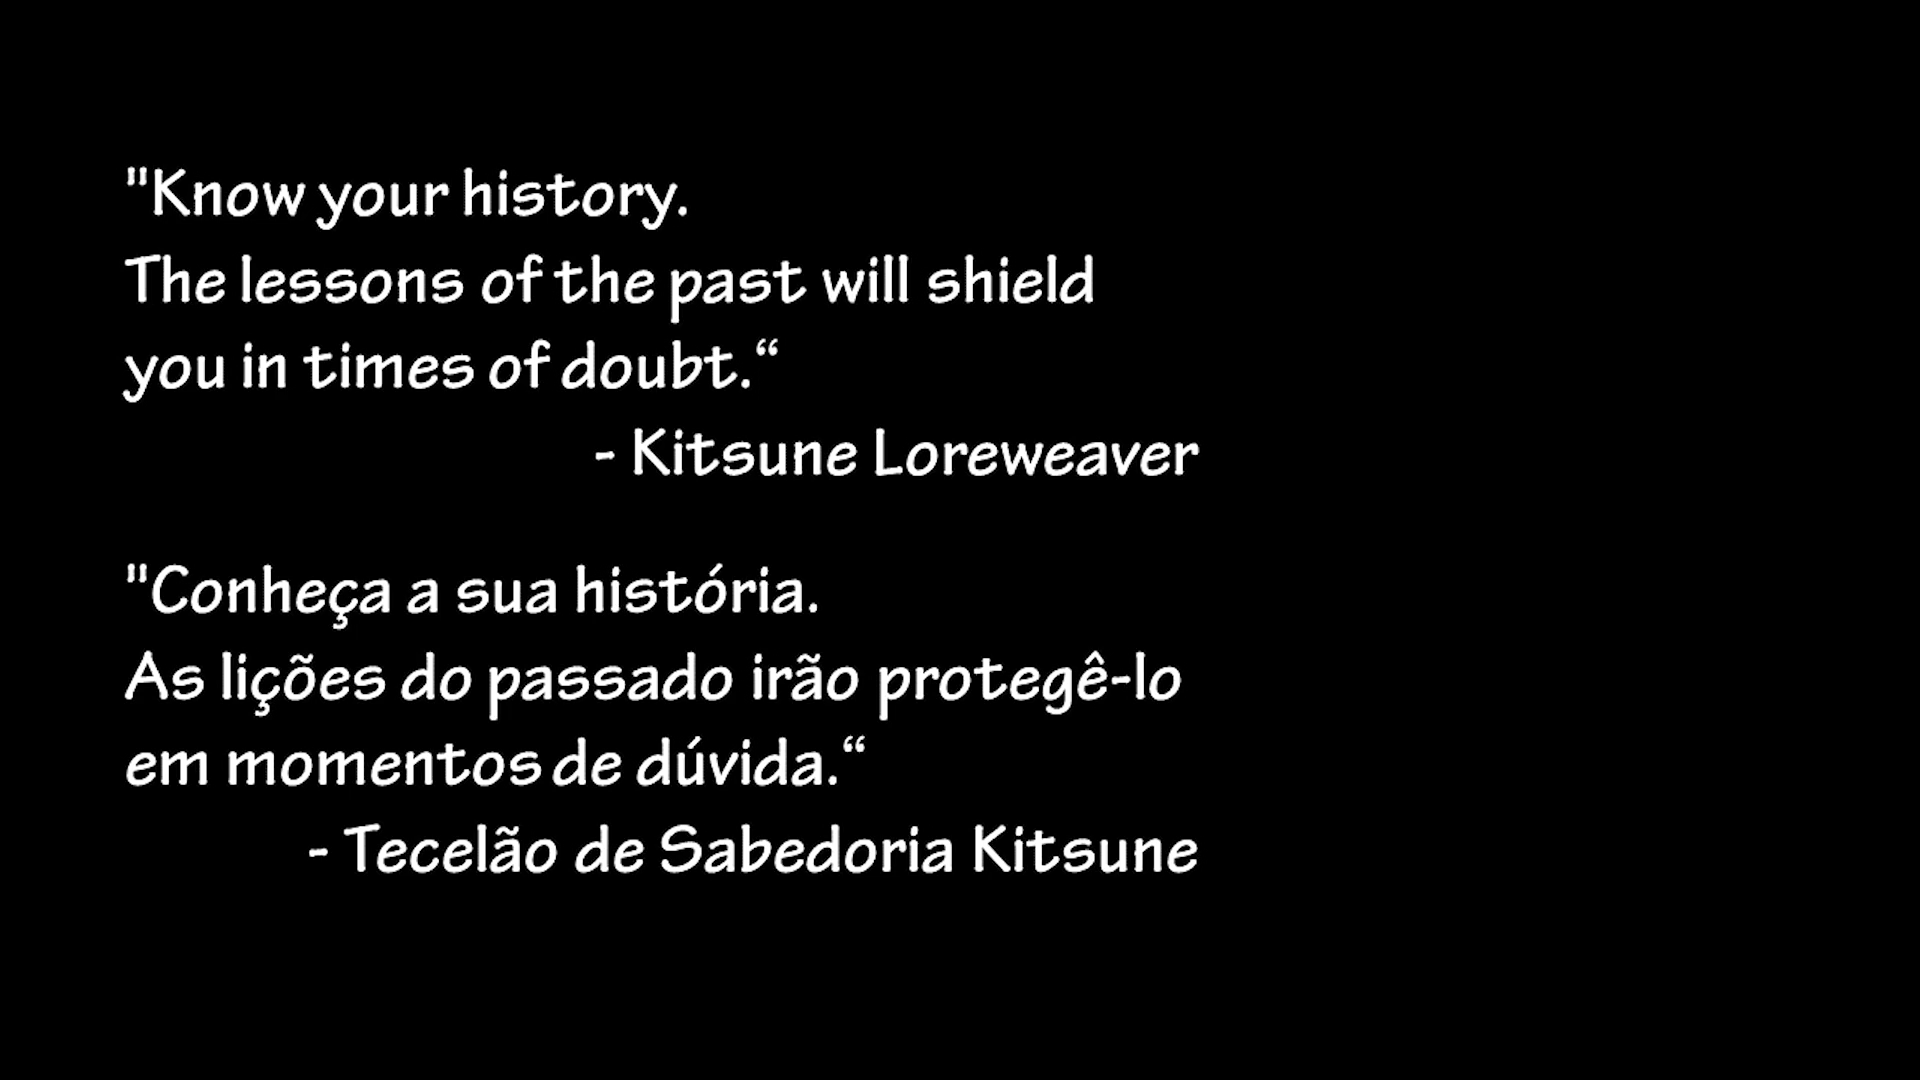 "Know your history.
The lessons of the past will shield
you in times of doubt.“
- Kitsune Loreweaver
"Conheça a sua história.
As lições do passado irão protegê-lo
em momentos de dúvida.“
- Tecelão de Sabedoria Kitsune